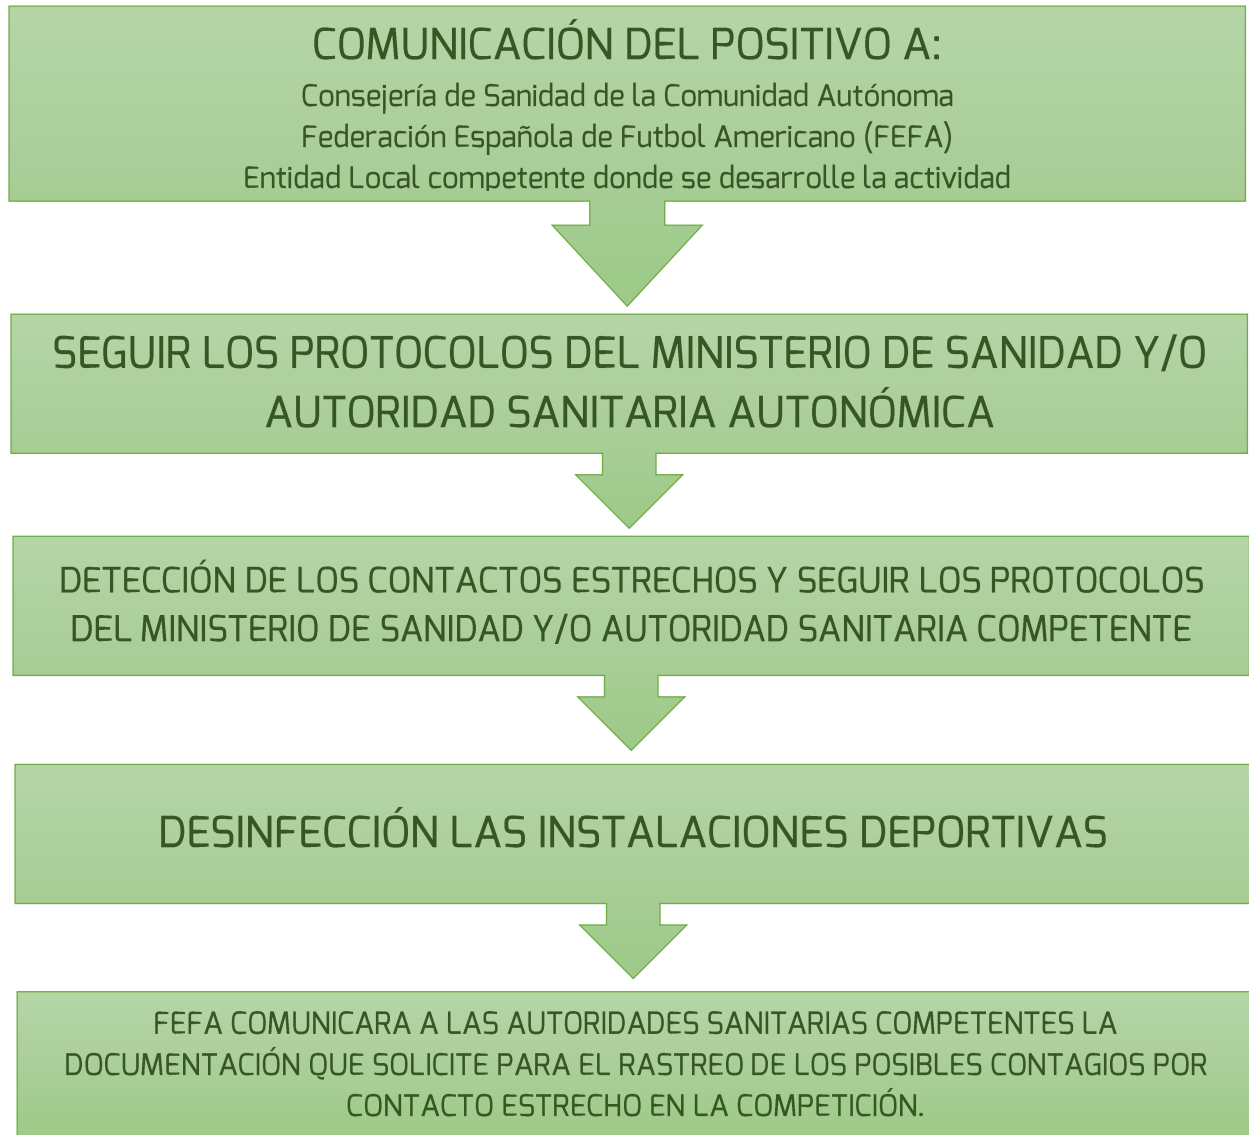 COMUNICACIÓN DEL POSITIVO A:
Consejería de Sanidad de la Comunidad Autónoma
Federación Española de Futbol Americano (FEFA)
Entidad Local competente donde se desarrolle la actividad
SEGUIR LOS PROTOCOLOS DEL MINISTERIO DE SANIDAD Y/O
AUTORIDAD SANITARIA AUTONÓMICA
DETECCIÓN DE LOS CONTACTOS ESTRECHOS Y SEGUIR LOS PROTOCOLOS
DEL MINISTERIO DE SANIDAD Y/O AUTORIDAD SANITARIA COMPETENTE
DESINFECCIÓN LAS INSTALACIONES DEPORTIVAS
FEFA COMUNICARA A LAS AUTORIDADES SANITARIAS COMPETENTES LA
DOCUMENTACIÓN QUE SOLICITE PARA EL RASTREO DE LOS POSIBLES CONTAGIOS POR
CONTACTO ESTRECHO EN LA COMPETICIÓN.